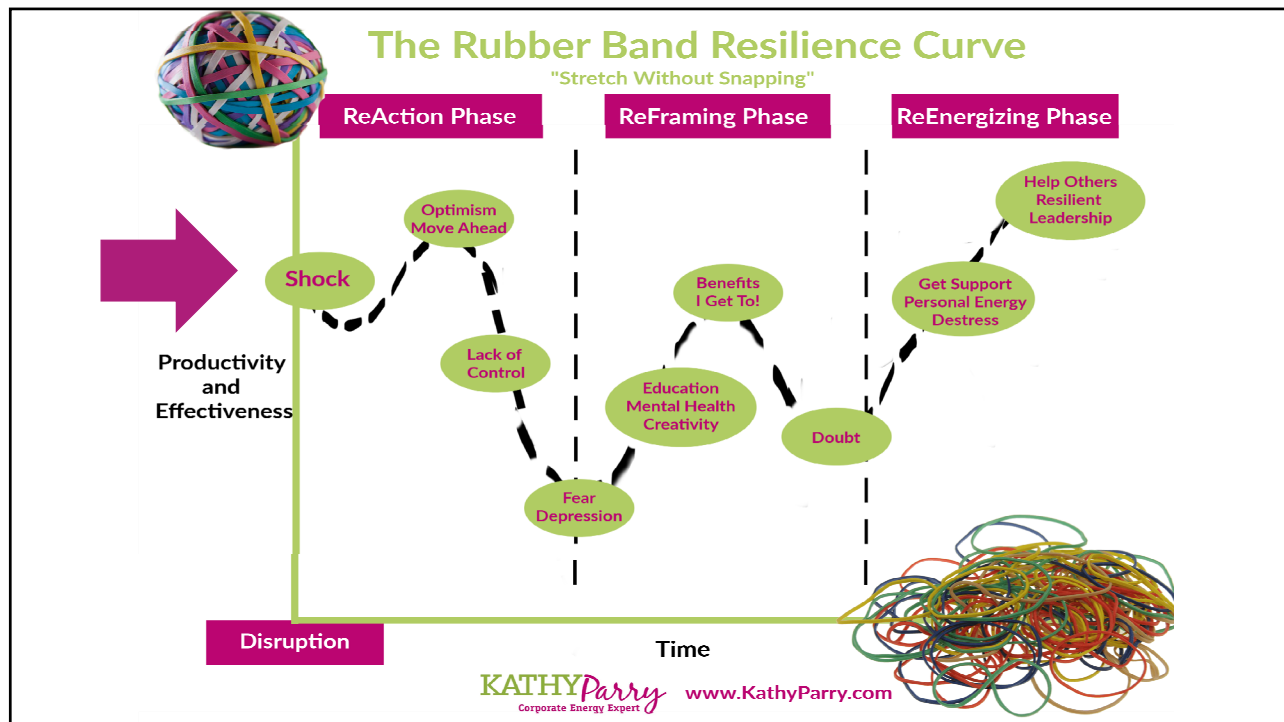 The Rubber Band Resilience Curve
"Stretch Without Snapping"
ReAction Phase
ReFraming Phase
ReEnergizing Phase
Shock
Optimism
Move Ahead
Lack of
Control
Fear
Depression
Education
Mental Health
Creativity
Benefits
I Get To!
Doubt
Get Support
Personal Energy
Destress
Help Others
Resilient
Leadership
Productivity
and
Effectiveness
Disruption
Time
KATHY Parry
Corporate Energy Expert
www.KathyParry.com